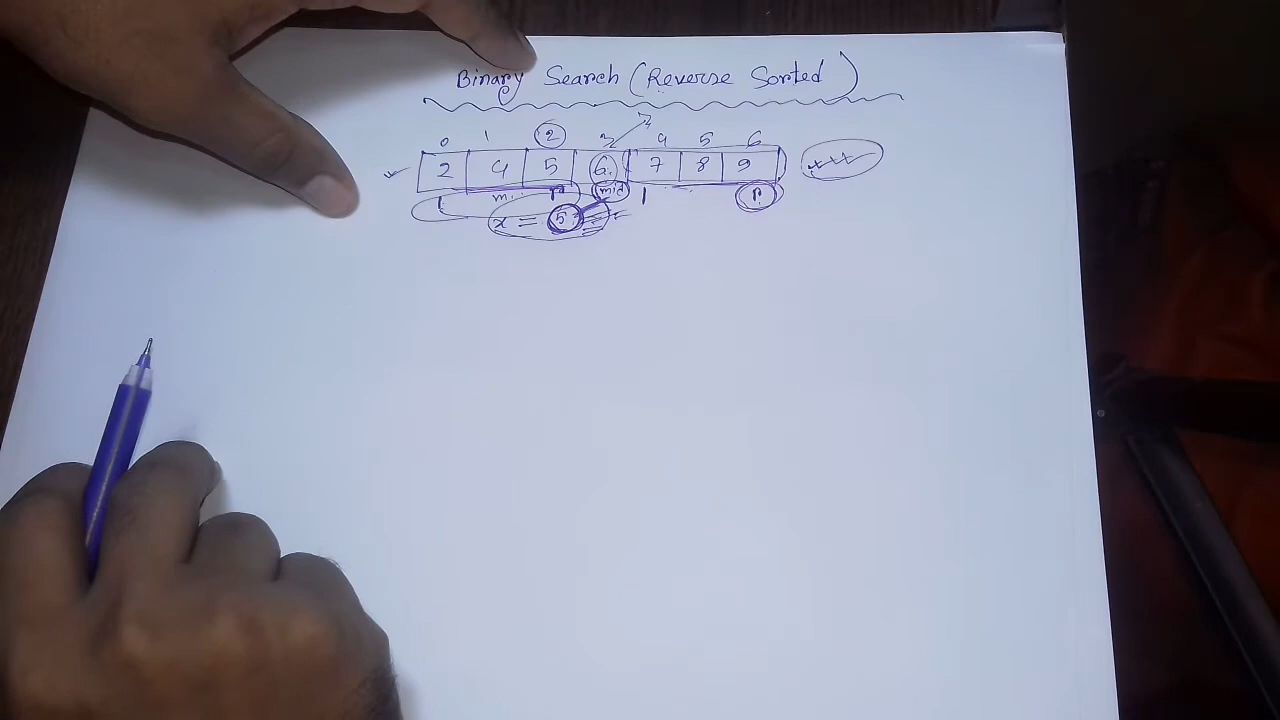 Binary Search (Reverse Sorted)
0 1 2 3 4 5 6
2 4 5 6 7 8 9
l m r mid l r
x = 5